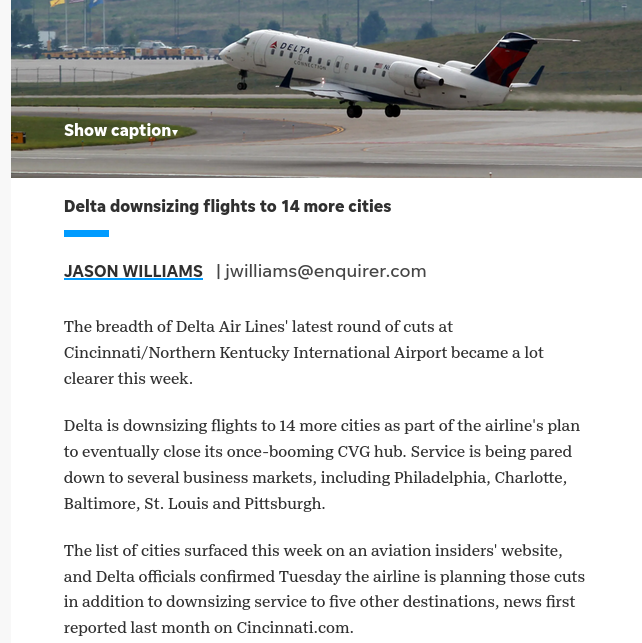 DELTA
CONNECTION
Show caption▾
Delta downsizing flights to 14 more cities
JASON WILLIAMS | jwilliams@enquirer.com
The breadth of Delta Air Lines' latest round of cuts at
Cincinnati/Northern Kentucky International Airport became a lot
clearer this week.
Delta is downsizing flights to 14 more cities as part of the airline's plan
to eventually close its once-booming CVG hub. Service is being pared
down to several business markets, including Philadelphia, Charlotte,
Baltimore, St. Louis and Pittsburgh.
The list of cities surfaced this week on an aviation insiders' website,
and Delta officials confirmed Tuesday the airline is planning those cuts
in addition to downsizing service to five other destinations, news first
reported last month on Cincinnati.com.